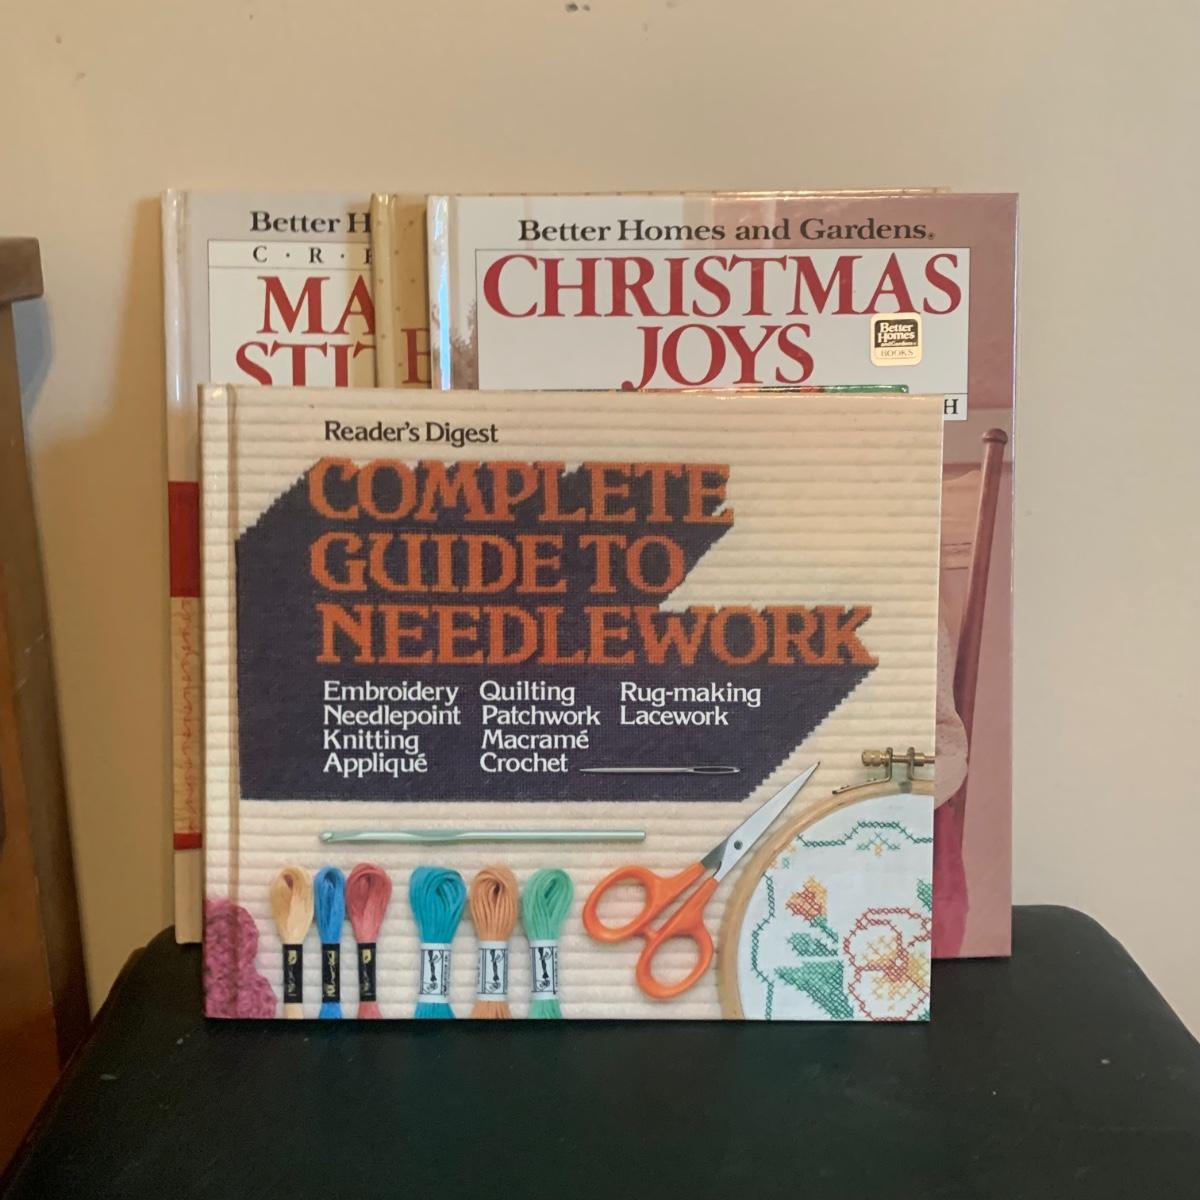 Better H
C · R ·
MA
STI
Better Homes and Gardens®
CHRISTMAS
JOYS
Better
Homes
and Gardens®
BOOKS
H
Reader's Digest
COMPLETE
GUIDE TO
NEEDLEWORK
Embroidery Quilting Rug-making
Needlepoint Patchwork Lacework
Knitting Macramé
Appliqué Crochet